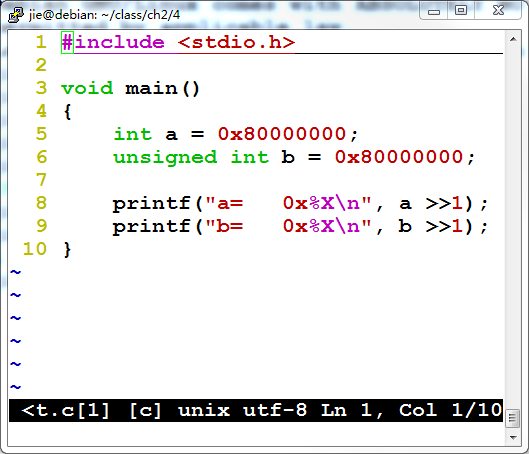 jie@debian: ~/class/ch2/4
1 #include <stdio.h>
2
3 void main()
4 {
5     int a = 0x80000000;
6     unsigned int b = 0x80000000;
7
8     printf("a=   0x%X\n", a >>1);
9     printf("b=   0x%X\n", b >>1);
10 }
~
~
~
~
~
~
<t.c[1] [c] unix utf-8 Ln 1, Col 1/10